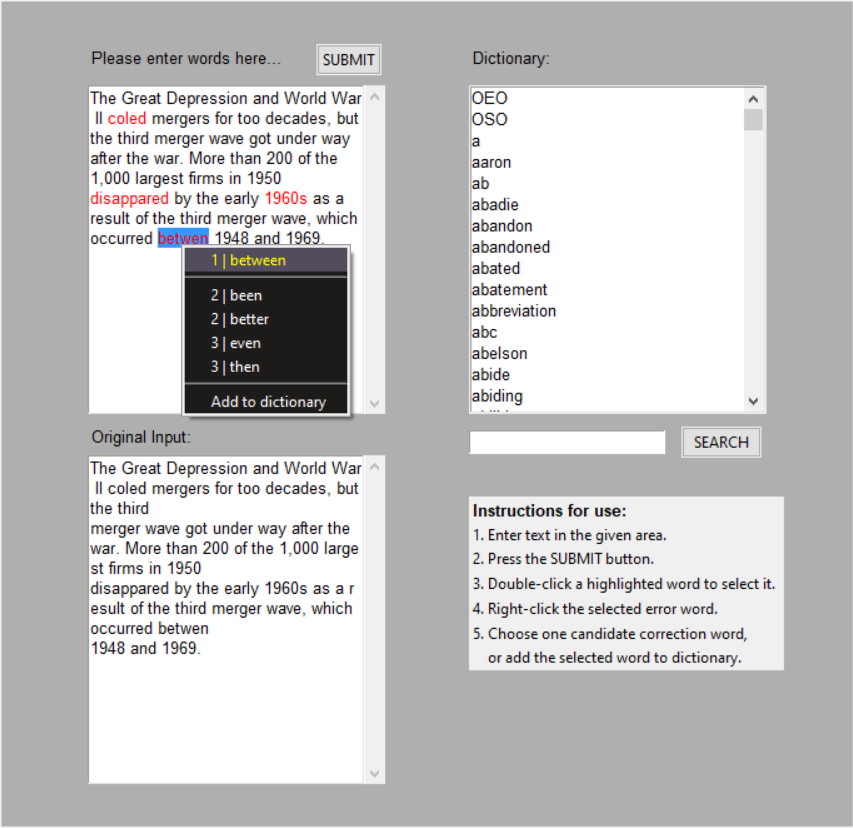 Please enter words here...
SUBMIT
The Great Depression and World War
ll coled mergers for too decades, but
the third merger wave got under way
after the war. More than 200 of the
1,000 largest firms in 1950
disappeared by the early 1960s as a
result of the third merger wave, which
occurred betwen 1948 and 1969.
1 | between
2 | been
2 | better
3 | even
3 | then
Add to dictionary
Original Input:
The Great Depression and World War
ll coled mergers for too decades, but
the third
merger wave got under way after the
war. More than 200 of the 1,000 large
st firms in 1950
disappared by the early 1960s as a r
esult of the third merger wave, which
occurred betwen
1948 and 1969.
Dictionary:
OEO
OSO
a
aaron
ab
abadie
abandon
abandoned
abated
abatement
abbreviation
abc
abelson
abide
abiding
SEARCH
Instructions for use:
1. Enter text in the given area.
2. Press the SUBMIT button.
3. Double-click a highlighted word to select it.
4. Right-click the selected error word.
5. Choose one candidate correction word,
or add the selected word to dictionary.